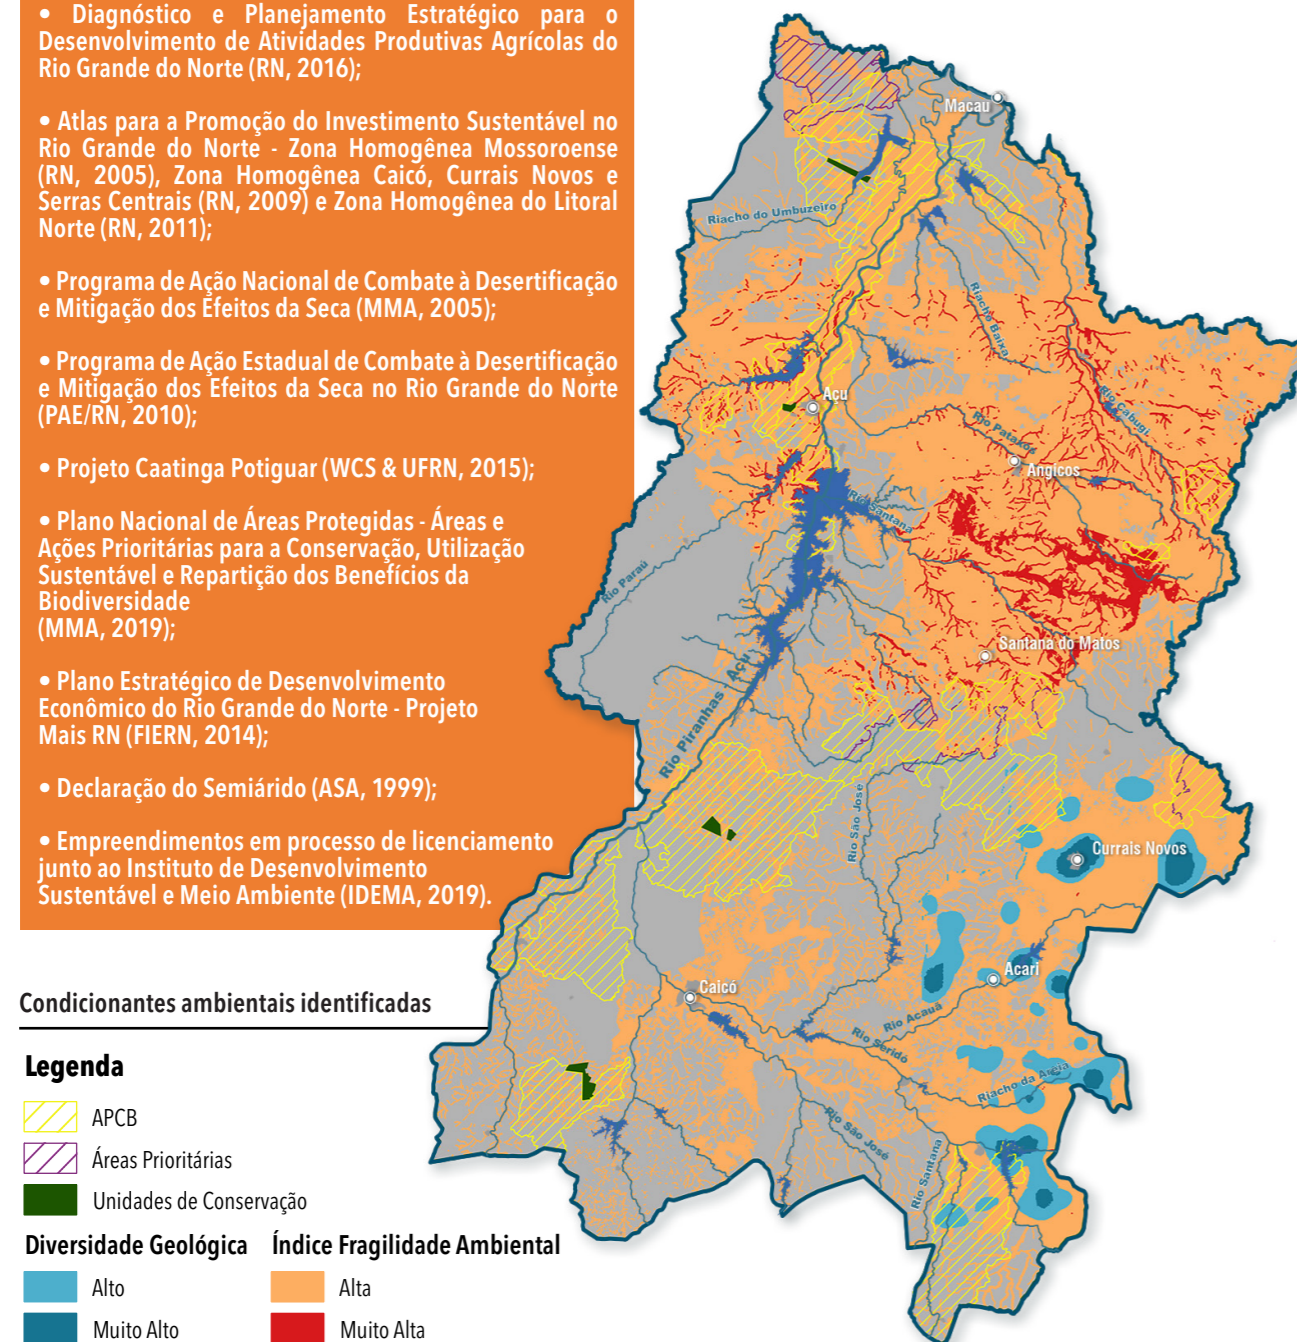 • Diagnóstico e Planejamento Estratégico para o
Desenvolvimento de Atividades Produtivas Agrícolas do
Rio Grande do Norte (RN, 2016);
• Atlas para a Promoção do Investimento Sustentável no
Rio Grande do Norte - Zona Homogênea Mossoroense
(RN, 2005), Zona Homogênea Caicó, Currais Novos e
Serras Centrais (RN, 2009) e Zona Homogênea do Litoral
Norte (RN, 2011);
• Programa de Ação Nacional de Combate à Desertificação
e Mitigação dos Efeitos da Seca (MMA, 2005);
• Programa de Ação Estadual de Combate à Desertificação
e Mitigação dos Efeitos da Seca no Rio Grande do Norte
(PAE/RN, 2010);
• Projeto Caatinga Potiguar (WCS & UFRN, 2015);
• Plano Nacional de Áreas Protegidas - Áreas e
Ações Prioritárias para a Conservação, Utilização
Sustentável e Repartição dos Benefícios da
Biodiversidade
(MMA, 2019);
• Plano Estratégico de Desenvolvimento
Econômico do Rio Grande do Norte - Projeto
Mais RN (FIERN, 2014);
• Declaração do Semiárido (ASA, 1999);
• Empreendimentos em processo de licenciamento
junto ao Instituto de Desenvolvimento
Sustentável e Meio Ambiente (IDEMA, 2019).
Macau
Riacho do Umbuzeiro
Riacho Baixa
Açu
Rio Cabugi
Rio Pataxós
Angicos
Rio Santana
Rio Paraú
Santana do Matos
Rio Piranhas - Açu
Rio São José
Currais Novos
Acari
Caicó
Rio Acauã
Rio Seridó
Riacho da Areia
Rio São José
Rio Santana
Condicionantes ambientais identificadas
Legenda
APCB
Áreas Prioritárias
Unidades de Conservação
Diversidade Geológica
Alto
Muito Alto
Índice Fragilidade Ambiental
Alta
Muito Alta